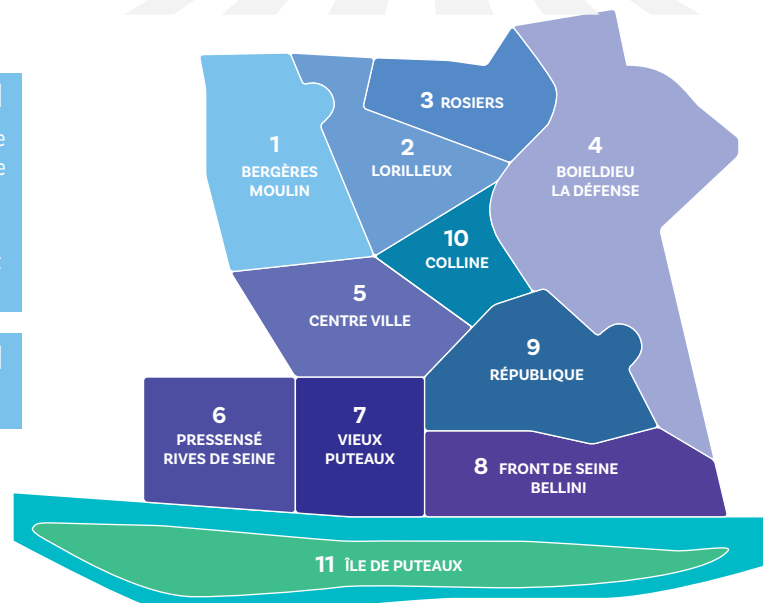 1
BERGÈRES
MOULIN
2
LORILLEUX
3 ROSIERS
4
BOIELDIEU
LA DÉFENSE
10
COLLINE
5
CENTRE VILLE
9
RÉPUBLIQUE
6
PRESSENSÉ
RIVES DE SEINE
7
VIEUX
PUTEAUX
8 FRONT DE SEINE
BELLINI
11 ÎLE DE PUTEAUX